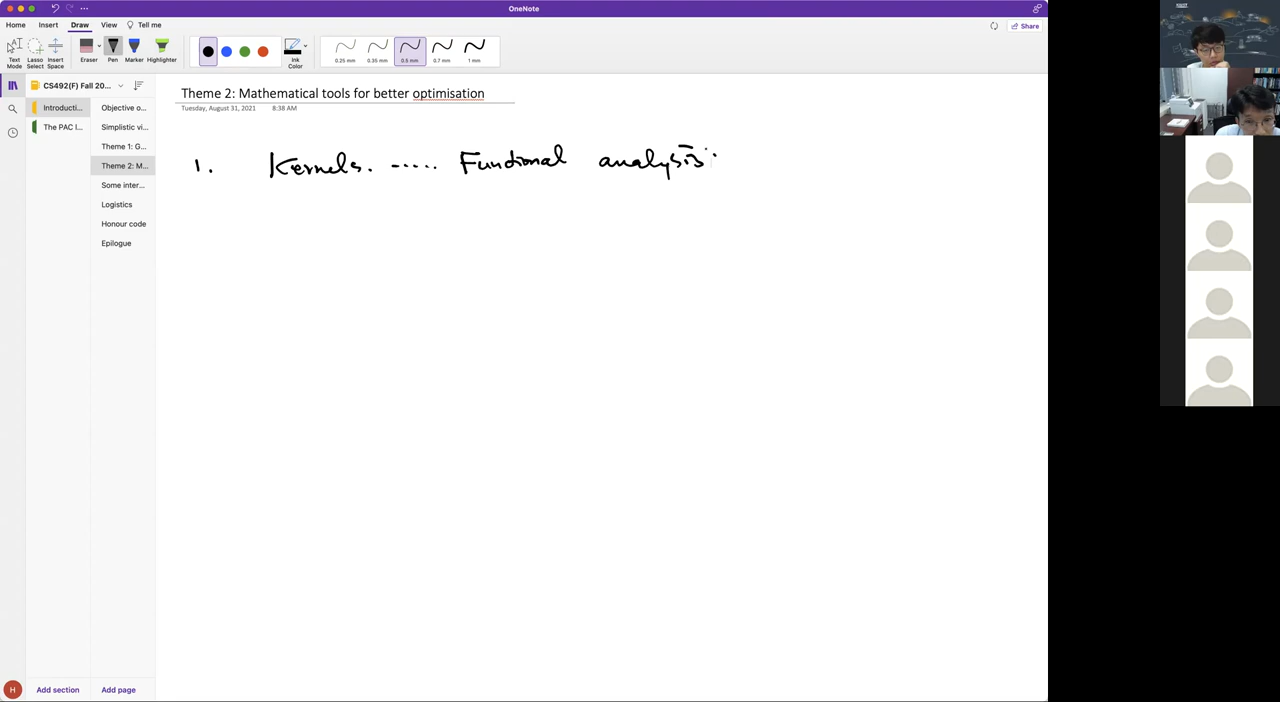 OneNote
Home Insert Draw View Tell me
Share
Text Mode
Lasso Select
Insert Space
Eraser
Pen
Marker
Highlighter
Ink Color
0.25 mm
0.35 mm
0.5 mm
0.7 mm
1 mm
CS492(F) Fall 20...
Introducti...
The PAC l...
Objective o...
Simplistic vi...
Theme 1: G...
Theme 2: M...
Some inter...
Logistics
Honour code
Epilogue
Theme 2: Mathematical tools for better optimisation
Tuesday, August 31, 2021 8:38 AM
1. Kernels. ..... Functional analysis
H
Add section
Add page